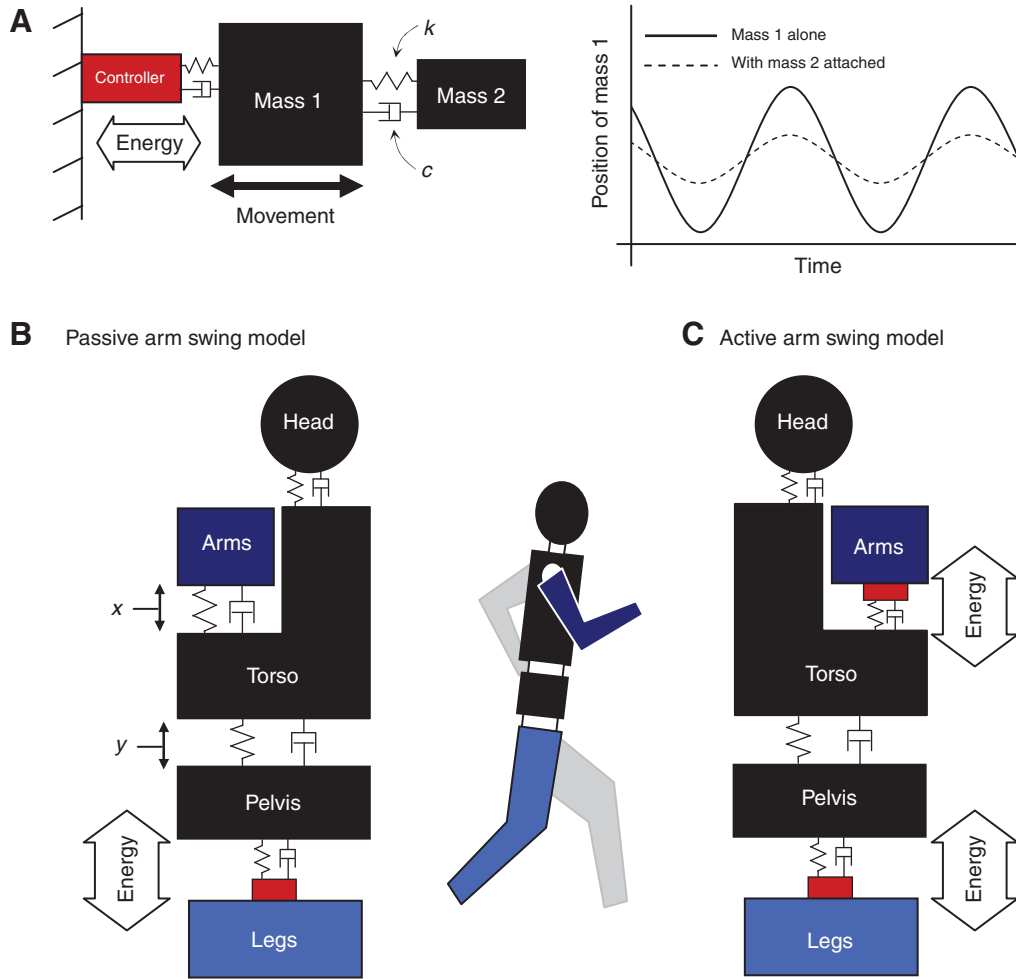 A
Controller
Energy
Mass 1
Movement
k
c
Mass 2
Position of mass 1
Mass 1 alone
With mass 2 attached
Time
B Passive arm swing model
Head
Arms
x
Torso
y
Pelvis
Energy
Legs
C Active arm swing model
Head
Arms
Energy
Torso
Pelvis
Energy
Legs